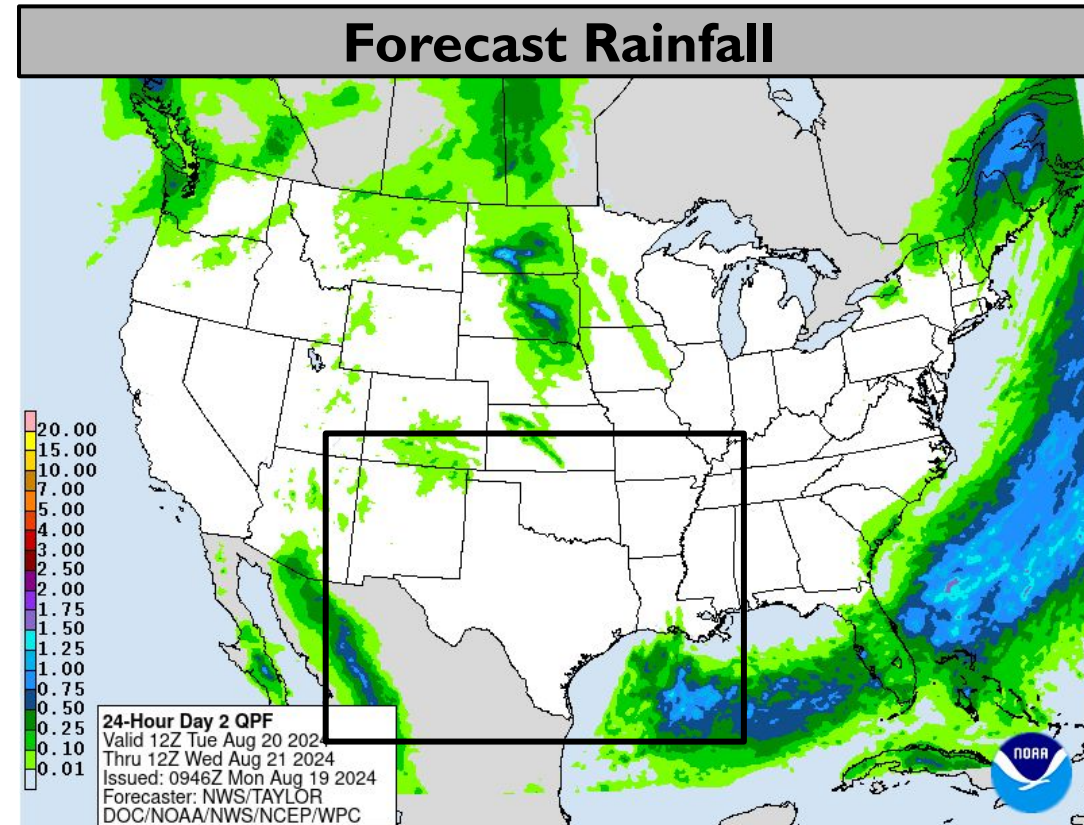 Forecast Rainfall
20.00
15.00
10.00
7.00
5.00
4.00
3.00
2.50
2.00
1.75
1.50
1.25
1.00
0.75
0.50
0.25
0.10
0.01
24-Hour Day 2 QPF
Valid 12Z Tue Aug 20 2024
Thru 12Z Wed Aug 21 2024
Issued: 0946Z Mon Aug 19 2024
Forecaster: NWS/TAYLOR
DOC/NOAA/NWS/NCEP/WPC
NOAA